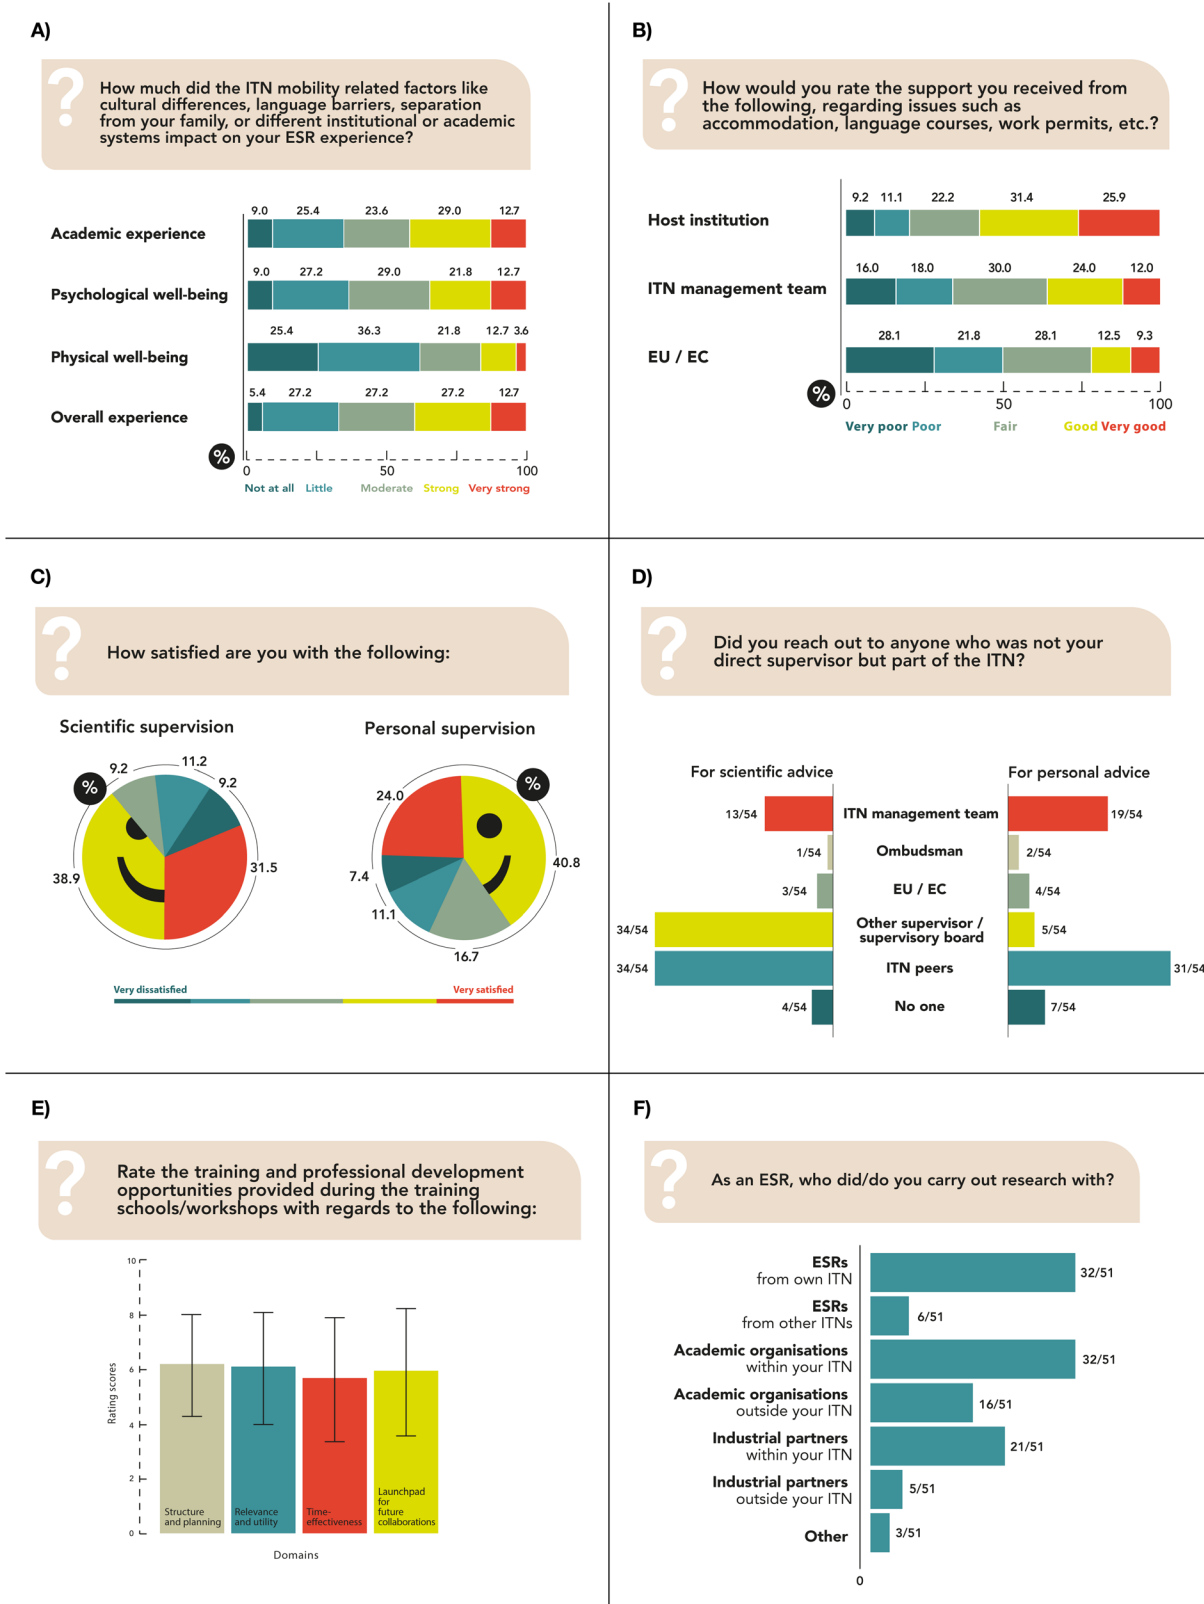 A)
?
How much did the ITN mobility related factors like
cultural differences, language barriers, separation
from your family, or different institutional or academic
systems impact on your ESR experience?
9.0 25.4 23.6 29.0 12.7
Academic experience
9.0 27.2 29.0 21.8 12.7
Psychological well-being
25.4 36.3 21.8 12.7 3.6
Physical well-being
5.4 27.2 27.2 27.2 12.7
Overall experience
%
0 50 100
Not at all Little Moderate Strong Very strong
B)
?
How would you rate the support you received from
the following, regarding issues such as
accommodation, language courses, work permits, etc.?
9.2 11.1 22.2 31.4 25.9
Host institution
16.0 18.0 30.0 24.0 12.0
ITN management team
28.1 21.8 28.1 12.5 9.3
EU / EC
%
0 50 100
Very poor Poor Fair Good Very good
C)
?
How satisfied are you with the following:
Scientific supervision
%
9.2
11.2
9.2
31.5
38.9
Personal supervision
%
24.0
40.8
7.4
11.1
16.7
Very dissatisfied Very satisfied
D)
?
Did you reach out to anyone who was not your
direct supervisor but part of the ITN?
For scientific advice For personal advice
13/54 ITN management team 19/54
1/54 Ombudsman 2/54
3/54 EU / EC 4/54
34/54 Other supervisor / 5/54
supervisory board
34/54 ITN peers 31/54
4/54 No one 7/54
E)
?
Rate the training and professional development
opportunities provided during the training
schools/workshops with regards to the following:
10
8
6
4
2
0
Rating scores
Structure
and planning
Relevance
and utility
Time-
effectiveness
Launchpad
for
future
collaborations
Domains
F)
?
As an ESR, who did/do you carry out research with?
ESRs
from own ITN
32/51
ESRs
from other ITNs
6/51
Academic organisations
within your ITN
32/51
Academic organisations
outside your ITN
16/51
Industrial partners
within your ITN
21/51
Industrial partners
outside your ITN
5/51
Other
3/51
0